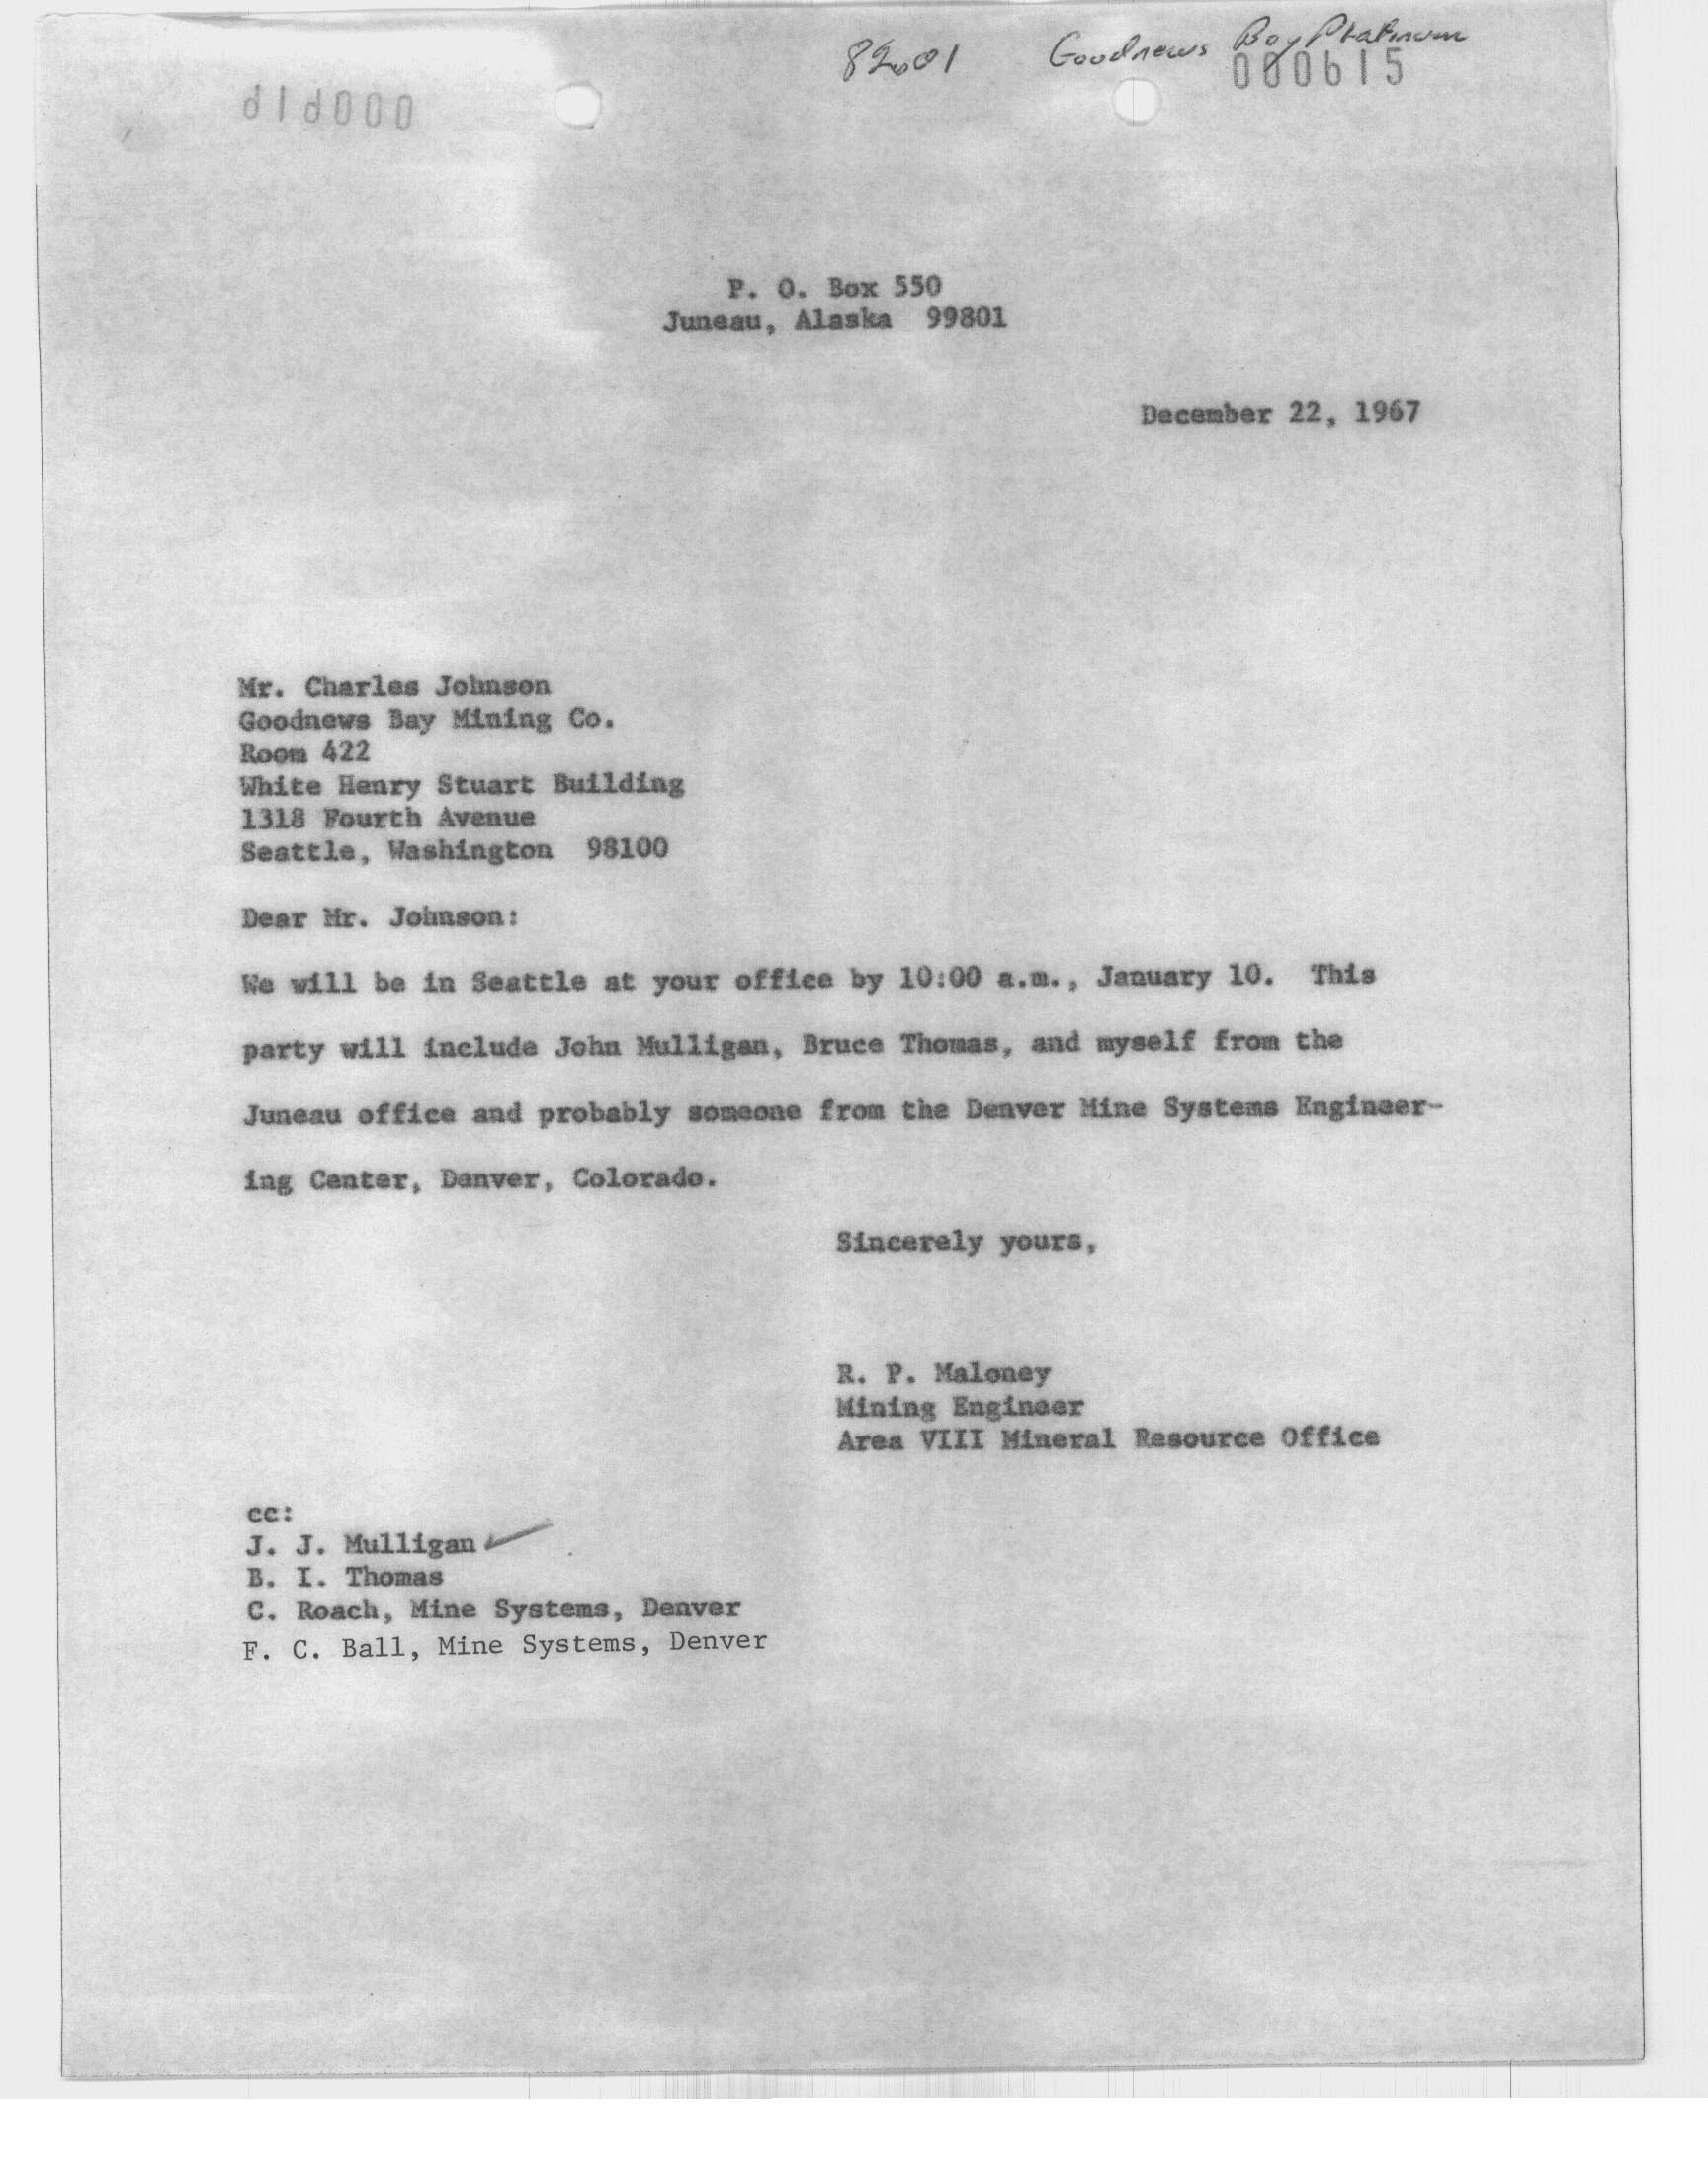 82001 Goodnews Bay Platinum
000615
P. O. Box 550
Juneau, Alaska 99801
December 22, 1967
Mr. Charles Johnson
Goodnews Bay Mining Co.
Room 422
White Henry Stuart Building
1318 Fourth Avenue
Seattle, Washington 98100
Dear Mr. Johnson:
We will be in Seattle at your office by 10:00 a.m., January 10. This
party will include John Mulligan, Bruce Thomas, and myself from the
Juneau office and probably someone from the Denver Mine Systems Engineer-
ing Center, Denver, Colorado.
Sincerely yours,
R. P. Maloney
Mining Engineer
Area VIII Mineral Resource Office
cc:
J. J. Mulligan
B. I. Thomas
C. Roach, Mine Systems, Denver
F. C. Ball, Mine Systems, Denver